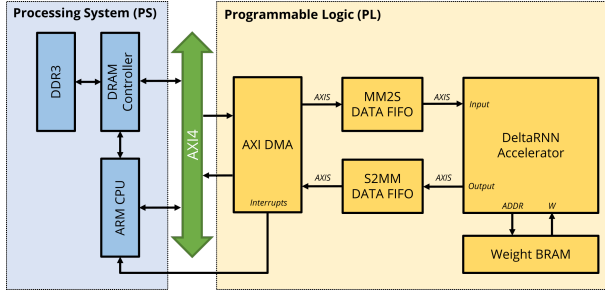 Processing System (PS)
Programmable Logic (PL)
DDR3
DRAM
Controller
ARM CPU
AXI4
AXI DMA
Interrupts
AXIS
MM2S
DATA FIFO
AXIS
AXIS
S2MM
DATA FIFO
AXIS
Input
DeltaRNN
Accelerator
Output
ADDR
W
Weight BRAM